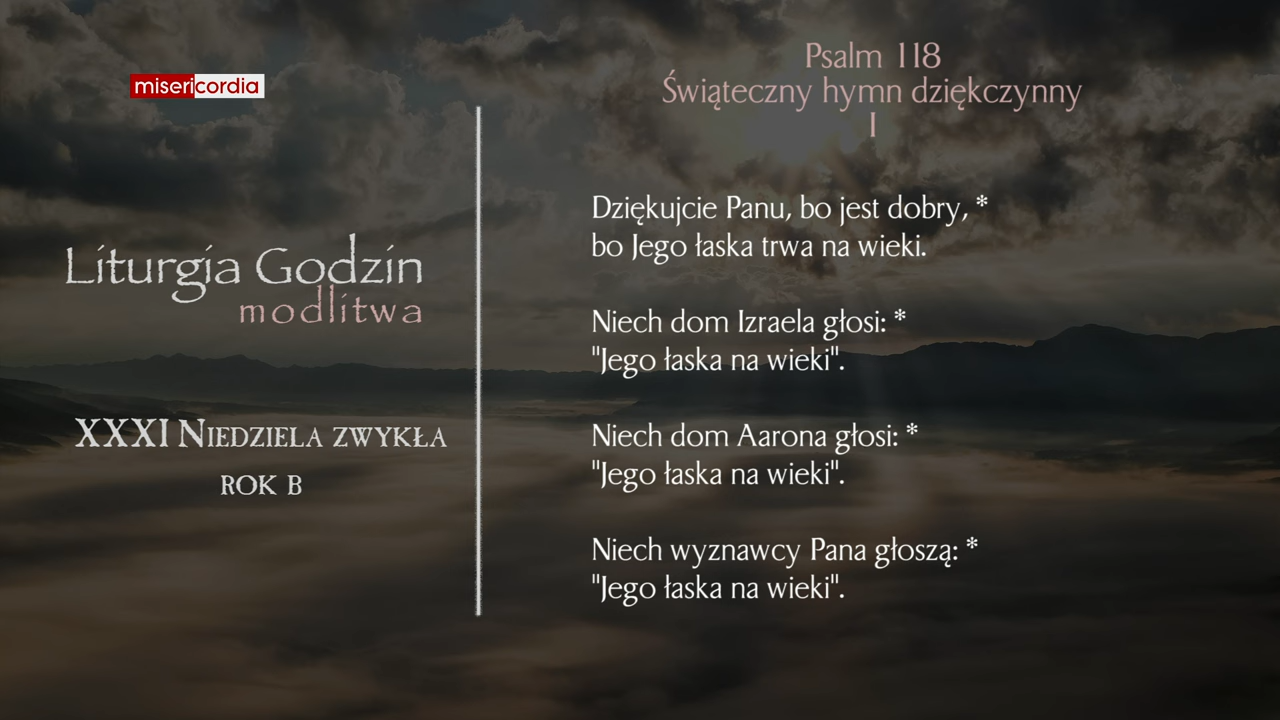 misericordia
Liturgia Godzin
modlitwa
XXXI Niedziela zwykła
rok B
Psalm 118
Świąteczny hymn dziękczynny
I
Dziękujcie Panu, bo jest dobry, *
bo Jego łaska trwa na wieki.
Niech dom Izraela głosi: *
"Jego łaska na wieki".
Niech dom Aarona głosi: *
"Jego łaska na wieki".
Niech wyznawcy Pana głoszą: *
"Jego łaska na wieki".